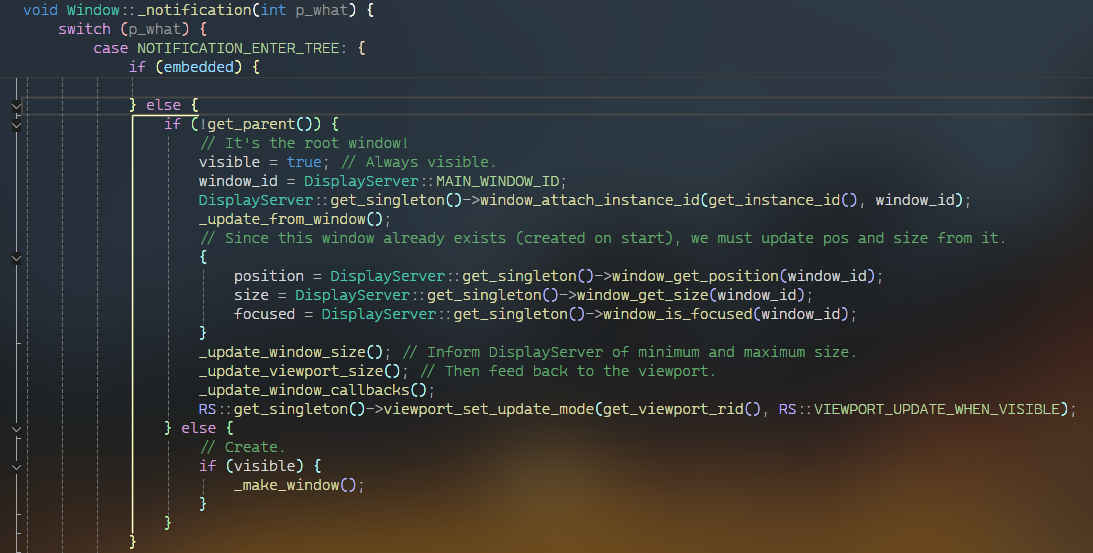 void Window::_notification(int p_what) {
switch (p_what) {
case NOTIFICATION_ENTER_TREE: {
if (embedded) {
} else {
if (!get_parent()) {
// It's the root window!
visible = true; // Always visible.
window_id = DisplayServer::MAIN_WINDOW_ID;
DisplayServer::get_singleton()->window_attach_instance_id(get_instance_id(), window_id);
_update_from_window();
// Since this window already exists (created on start), we must update pos and size from it.
{
position = DisplayServer::get_singleton()->window_get_position(window_id);
size = DisplayServer::get_singleton()->window_get_size(window_id);
focused = DisplayServer::get_singleton()->window_is_focused(window_id);
}
_update_window_size(); // Inform DisplayServer of minimum and maximum size.
_update_viewport_size(); // Then feed back to the viewport.
_update_window_callbacks();
RS::get_singleton()->viewport_set_update_mode(get_viewport_rid(), RS::VIEWPORT_UPDATE_WHEN_VISIBLE);
} else {
// Create.
if (visible) {
_make_window();
}
}
}